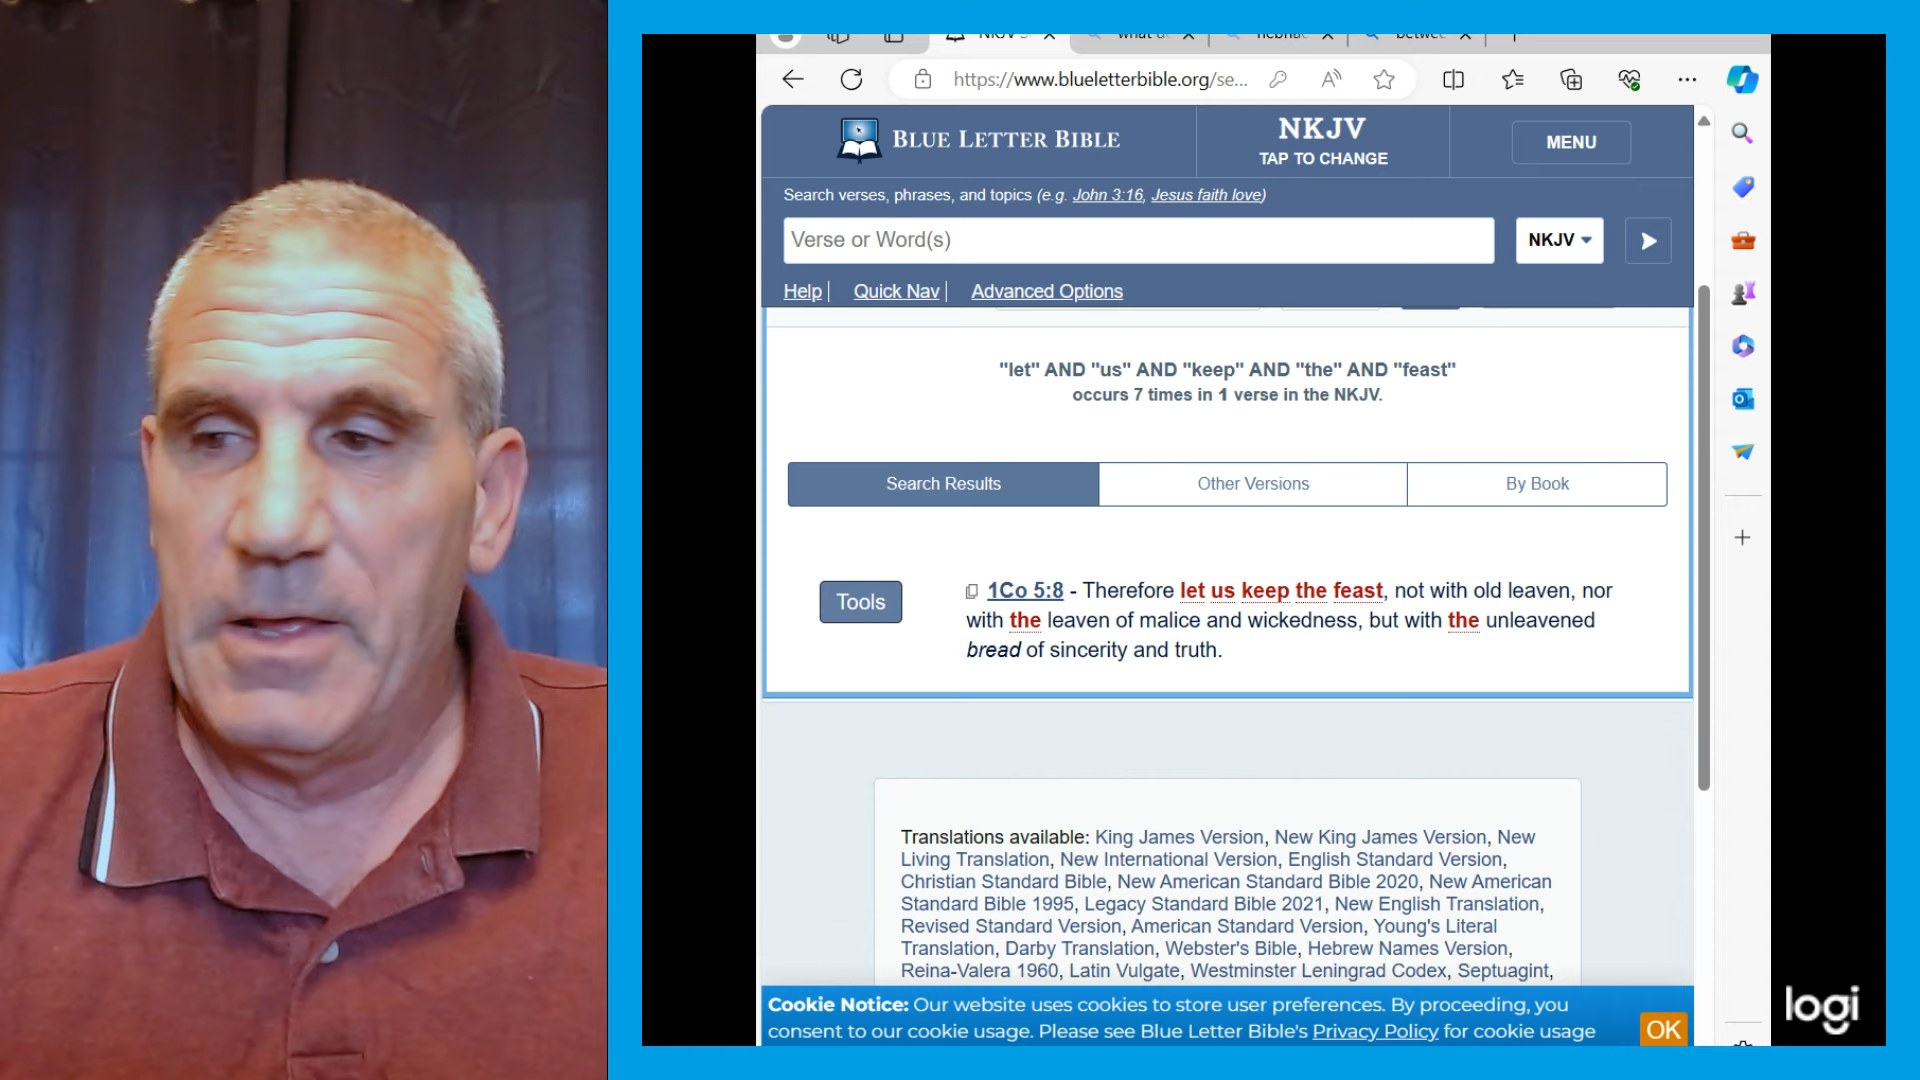 https://www.blueletterbible.org/se...
BLUE LETTER BIBLE
NKJV
TAP TO CHANGE
MENU
Search verses, phrases, and topics (e.g. John 3:16, Jesus faith love)
Verse or Word(s)
NKJV
Help| Quick Nav| Advanced Options
"let" AND "us" AND "keep" AND "the" AND "feast"
occurs 7 times in 1 verse in the NKJV.
Search Results
Other Versions
By Book
Tools
1Co 5:8 - Therefore let us keep the feast, not with old leaven, nor
with the leaven of malice and wickedness, but with the unleavened
bread of sincerity and truth.
Translations available: King James Version, New King James Version, New
Living Translation, New International Version, English Standard Version,
Christian Standard Bible, New American Standard Bible 2020, New American
Standard Bible 1995, Legacy Standard Bible 2021, New English Translation,
Revised Standard Version, American Standard Version, Young's Literal
Translation, Darby Translation, Webster's Bible, Hebrew Names Version,
Reina-Valera 1960, Latin Vulgate, Westminster Leningrad Codex, Septuagint,
Cookie Notice: Our website uses cookies to store user preferences. By proceeding, you
consent to our cookie usage. Please see Blue Letter Bible's Privacy Policy for cookie usage
OK
logi